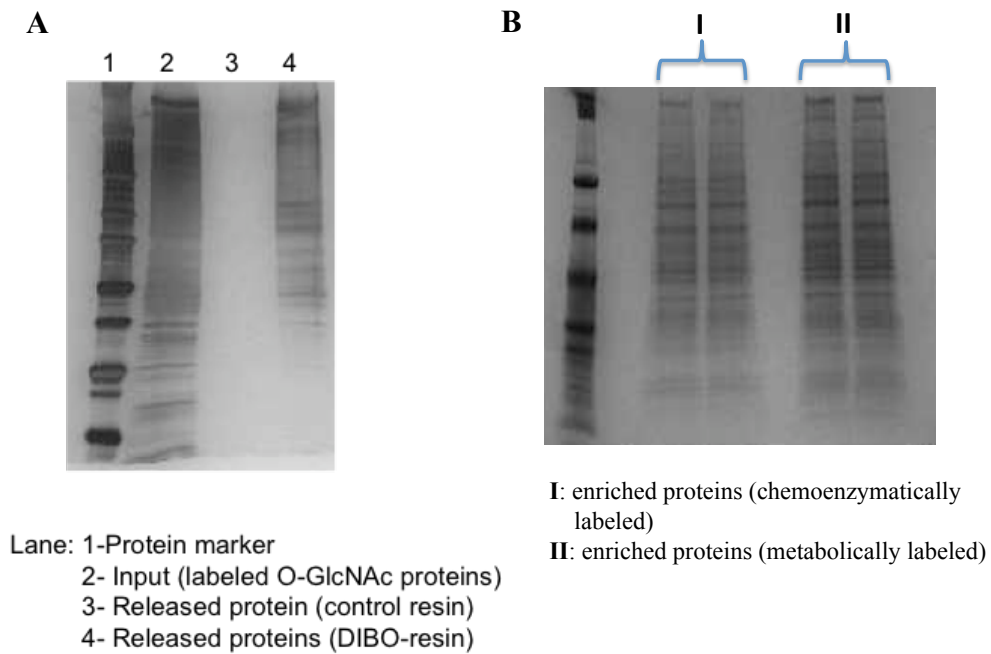 A
B
I II
1 2 3 4
Lane: 1-Protein marker
2- Input (labeled O-GlcNAc proteins)
3- Released protein (control resin)
4- Released proteins (DIBO-resin)
I: enriched proteins (chemoenzymatically
labeled)
II: enriched proteins (metabolically labeled)